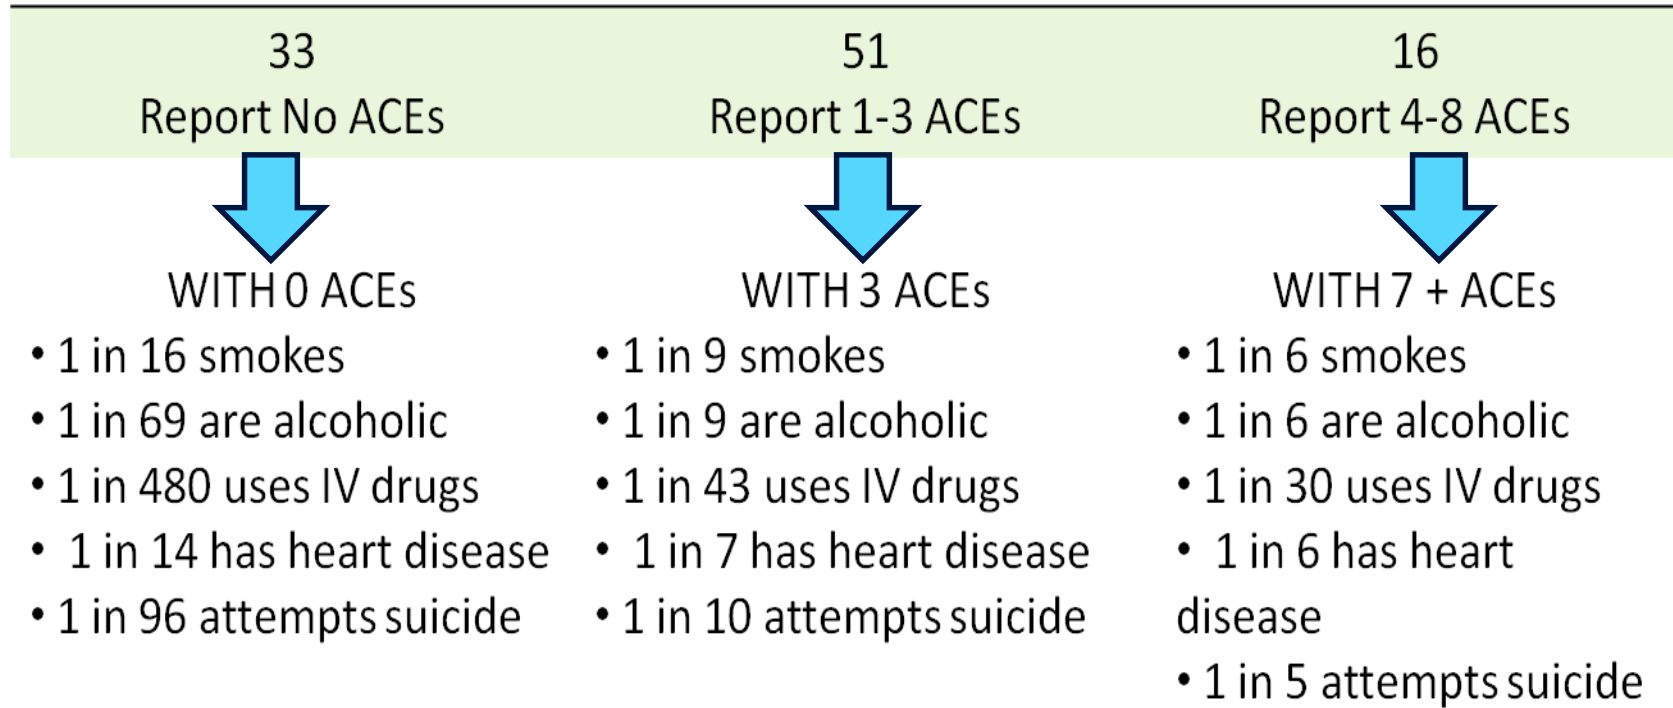 33
Report No ACEs
51
Report 1-3 ACEs
16
Report 4-8 ACEs
WITH 0 ACEs
• 1 in 16 smokes
• 1 in 69 are alcoholic
• 1 in 480 uses IV drugs
• 1 in 14 has heart disease
• 1 in 96 attempts suicide
WITH 3 ACEs
• 1 in 9 smokes
• 1 in 9 are alcoholic
• 1 in 43 uses IV drugs
• 1 in 7 has heart disease
• 1 in 10 attempts suicide
WITH 7 + ACEs
• 1 in 6 smokes
• 1 in 6 are alcoholic
• 1 in 30 uses IV drugs
• 1 in 6 has heart
disease
• 1 in 5 attempts suicide